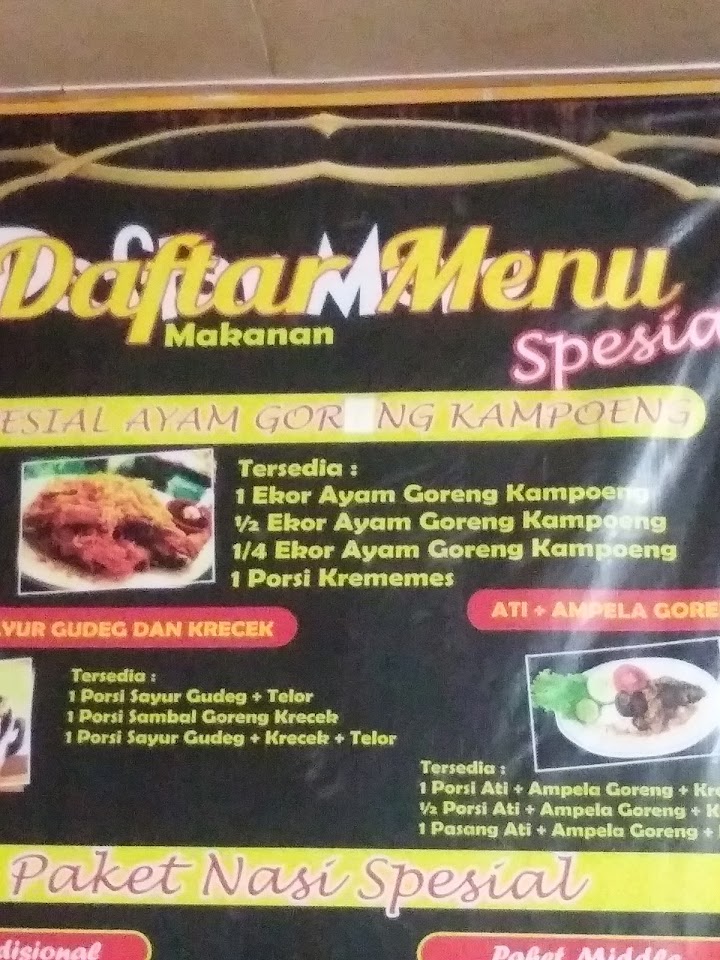 Daftar Menu
Makanan
Spesia
ESIAL AYAM GOR NG KAMPOENG
Tersedia :
1 Ekor Ayam Goreng Kampoeng
½ Ekor Ayam Goreng Kampoeng
1/4 Ekor Ayam Goreng Kampoeng
1 Porsi Krememes
AYUR GUDEG DAN KRECEK
Tersedia :
1 Porsi Sayur Gudeg + Telor
1 Porsi Sambal Goreng Krecek
1 Porsi Sayur Gudeg + Krecek + Telor
ATI + AMPELA GORE
Tersedia :
1 Porsi Ati + Ampela Goreng + Kre
½ Porsi Ati + Ampela Goreng + K
1 Pasang Ati + Ampela Goreng +
Paket Nasi Spesial
disional
Paket Middle